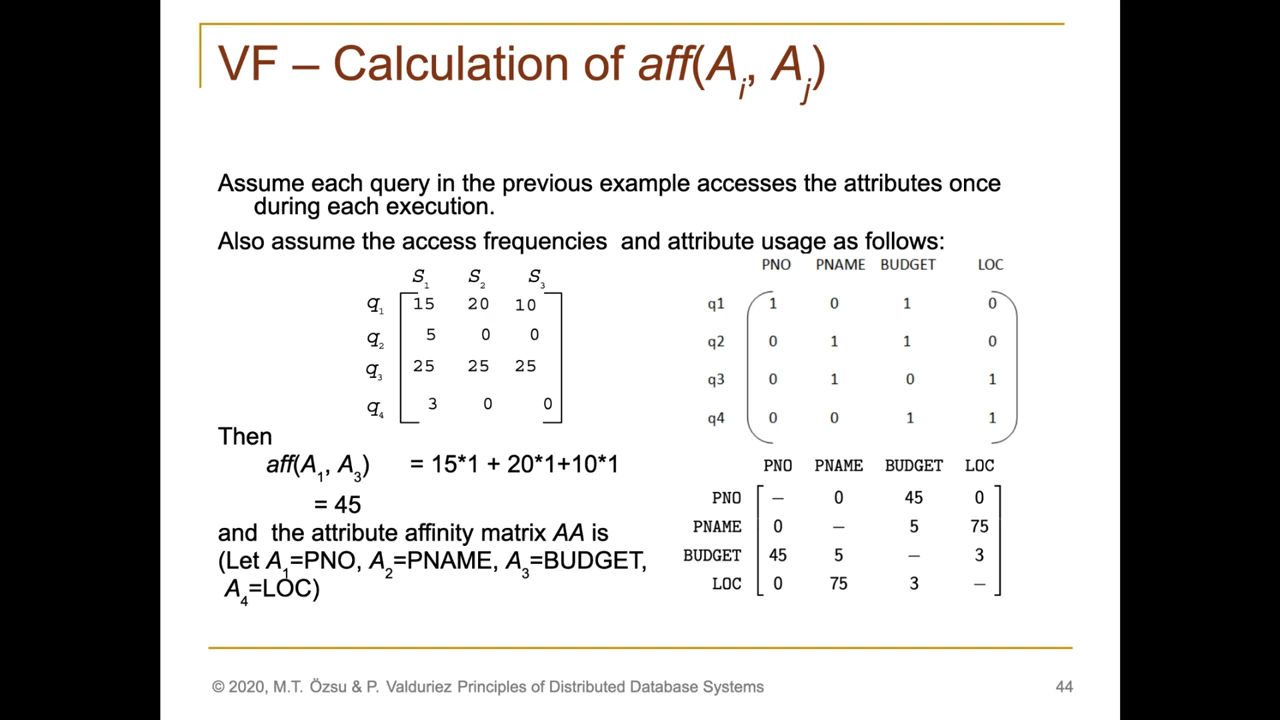 VF – Calculation of aff(Ai, Aj)
Assume each query in the previous example accesses the attributes once
during each execution.
Also assume the access frequencies and attribute usage as follows:
S1 S2 S3
q1 15 20 10
q2 5 0 0
q3 25 25 25
q4 3 0 0
PNO PNAME BUDGET LOC
q1 1 0 1 0
q2 0 1 1 0
q3 0 1 0 1
q4 0 0 1 1
Then
aff(A1, A3) = 15*1 + 20*1+10*1
= 45
and the attribute affinity matrix AA is
(Let A1=PNO, A2=PNAME, A3=BUDGET,
A4=LOC)
PNO PNAME BUDGET LOC
PNO – 0 45 0
PNAME 0 – 5 75
BUDGET 45 5 – 3
LOC 0 75 3 –
© 2020, M.T. Özsu & P. Valduriez Principles of Distributed Database Systems 44